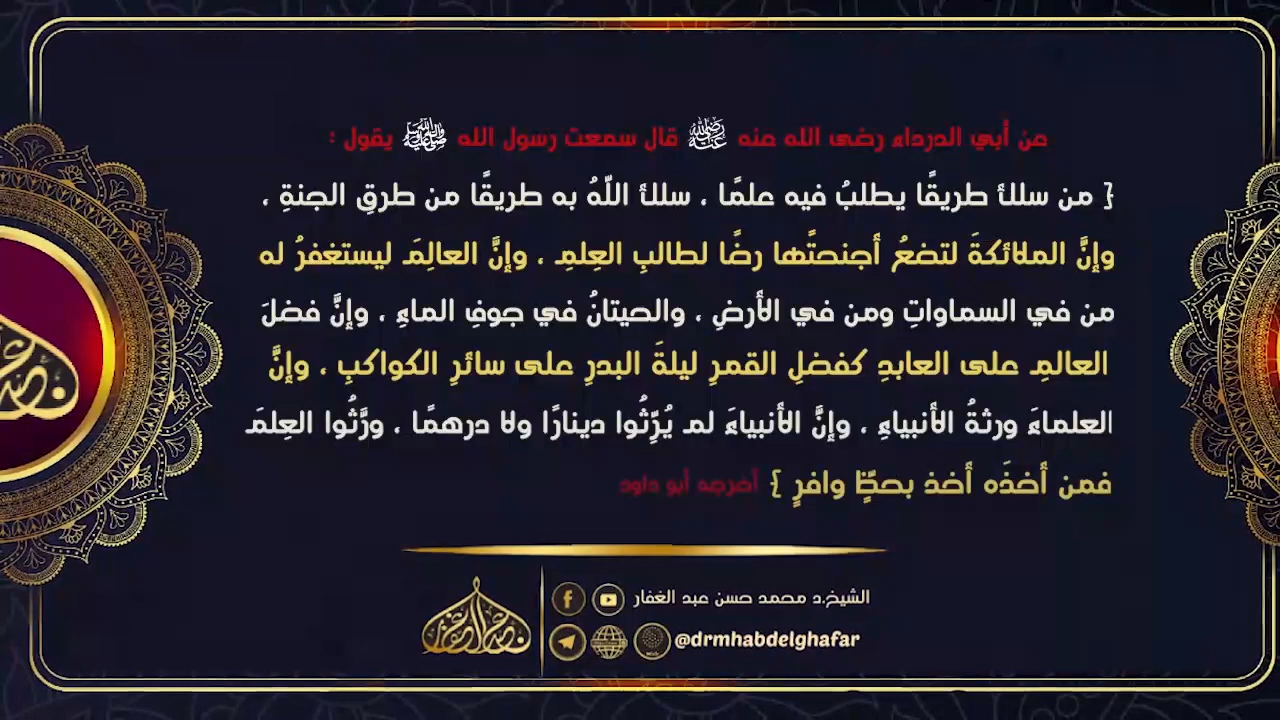 عن أبي الدرداء رضى الله عنه رضي الله عنه قال سمعت رسول الله ﷺ يقول :
{ من سلك طريقًا يطلبُ فيه علمًا ، سلك اللّهُ به طريقًا من طرقِ الجنةِ ،
وإنَّ الملائكةَ لتضعُ أجنحتَها رضًا لطالبِ العِلمِ ، وإنَّ العالِمَ ليستغفرُ له
من في السماواتِ ومن في الأرضِ ، والحيتانُ في جوفِ الماءِ ، وإنَّ فضلَ
العالمِ على العابدِ كفضلِ القمرِ ليلةَ البدرِ على سائرِ الكواكبِ ، وإنَّ
العلماءَ ورثةُ الأنبياءِ ، وإنَّ الأنبياءَ لم يُرِّثُوا دينارًا ولا درهمًا ، ورَّثُوا العِلمَ
فمن أخذَه أخذ بحظٍّ وافرٍ } أخرجه أبو داود
الشيخ.د محمد حسن عبد الغفار
@drmhabdelghafar